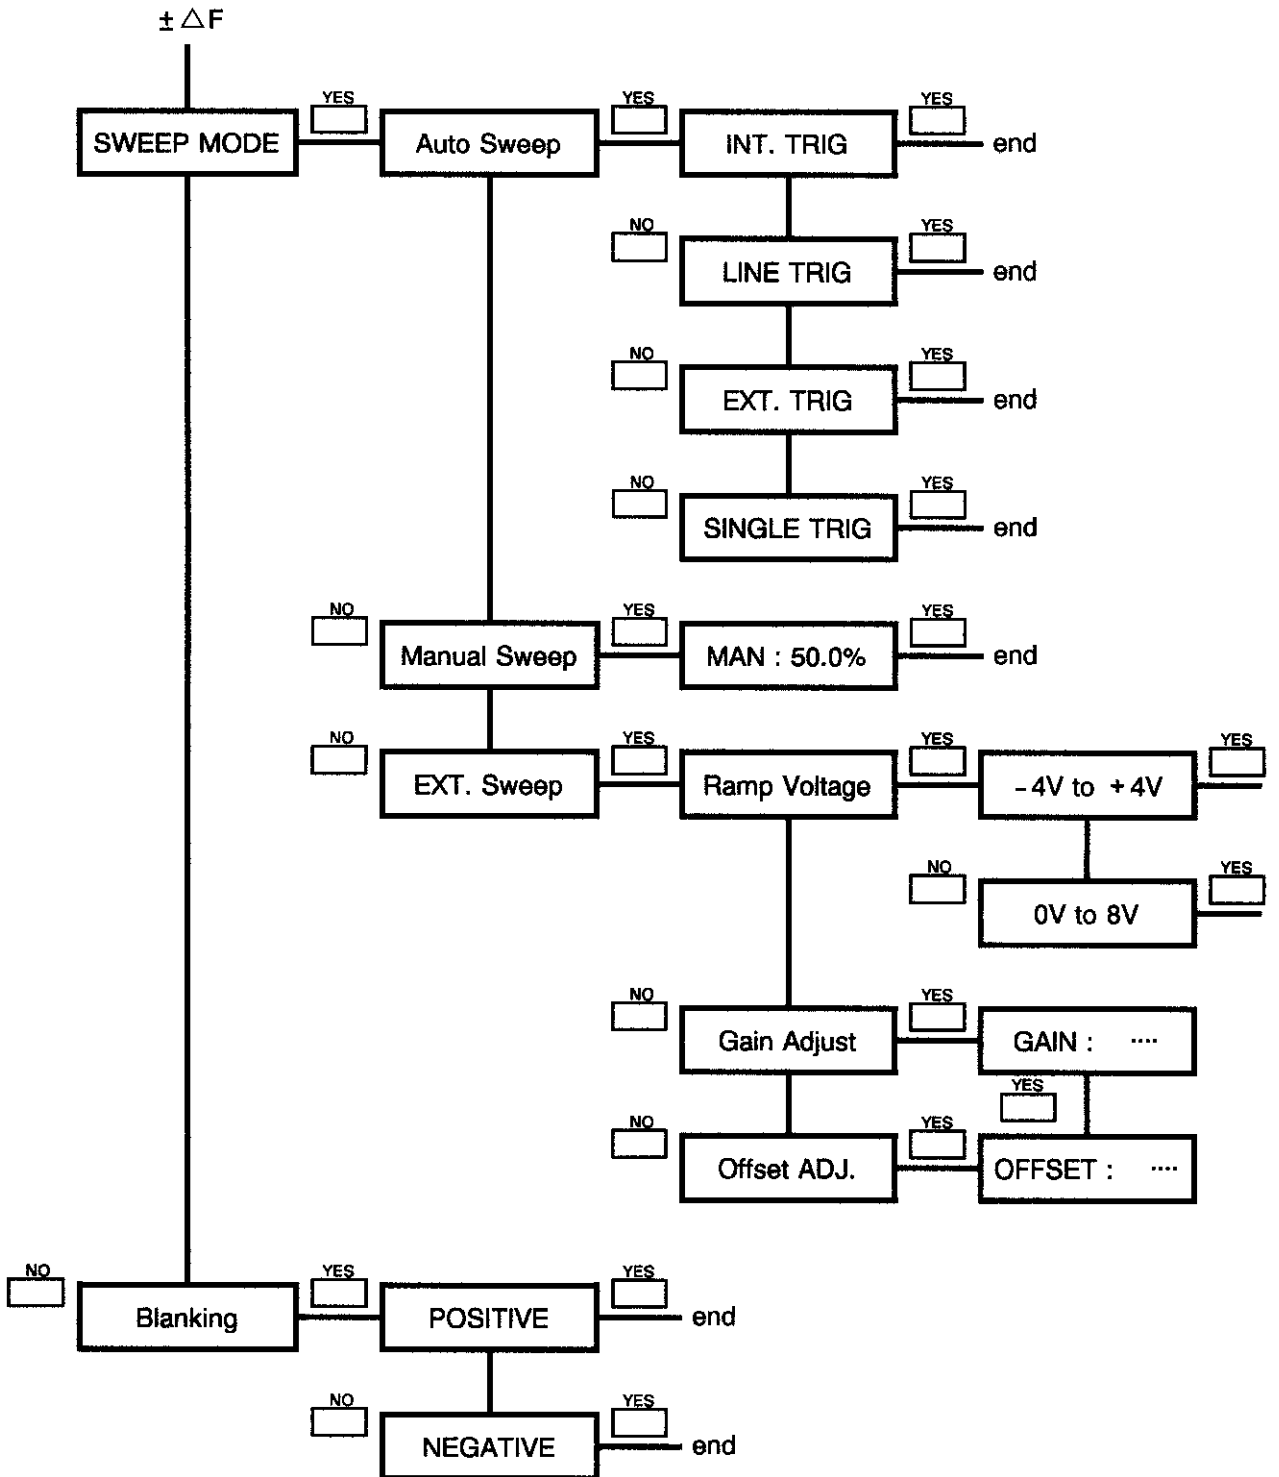 ± △F
YES YES YES
SWEEP MODE Auto Sweep INT. TRIG end
NO YES
LINE TRIG end
NO YES
EXT. TRIG end
NO YES
SINGLE TRIG end
NO YES YES
Manual Sweep MAN : 50.0% end
NO YES YES YES
EXT. Sweep Ramp Voltage –4V to +4V
NO YES
0V to 8V
NO YES
Gain Adjust GAIN : ····
YES
NO YES
Offset ADJ. OFFSET : ····
NO YES YES
Blanking POSITIVE end
NO YES
NEGATIVE end